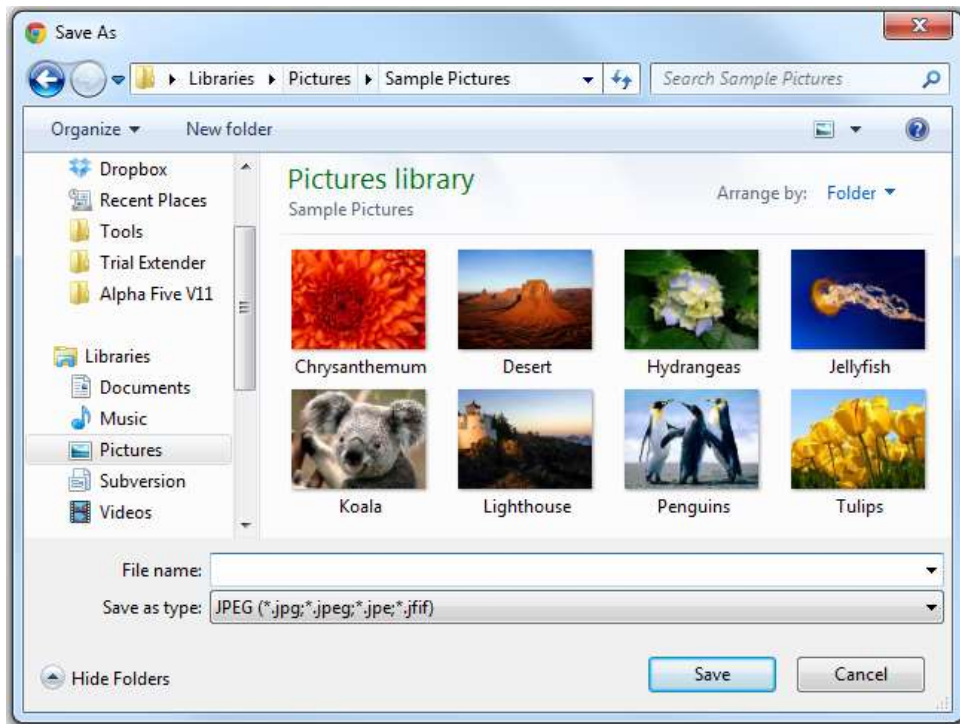 Save As
Libraries Pictures Sample Pictures Search Sample Pictures
Organize New folder
Dropbox
Recent Places
Tools
Trial Extender
Alpha Five V11
Libraries
Documents
Music
Pictures
Subversion
Videos
Pictures library
Sample Pictures
Arrange by: Folder
Chrysanthemum Desert Hydrangeas Jellyfish
Koala Lighthouse Penguins Tulips
File name:
Save as type: JPEG (*.jpg;*.jpeg;*.jpe;*.jfif)
Hide Folders Save Cancel